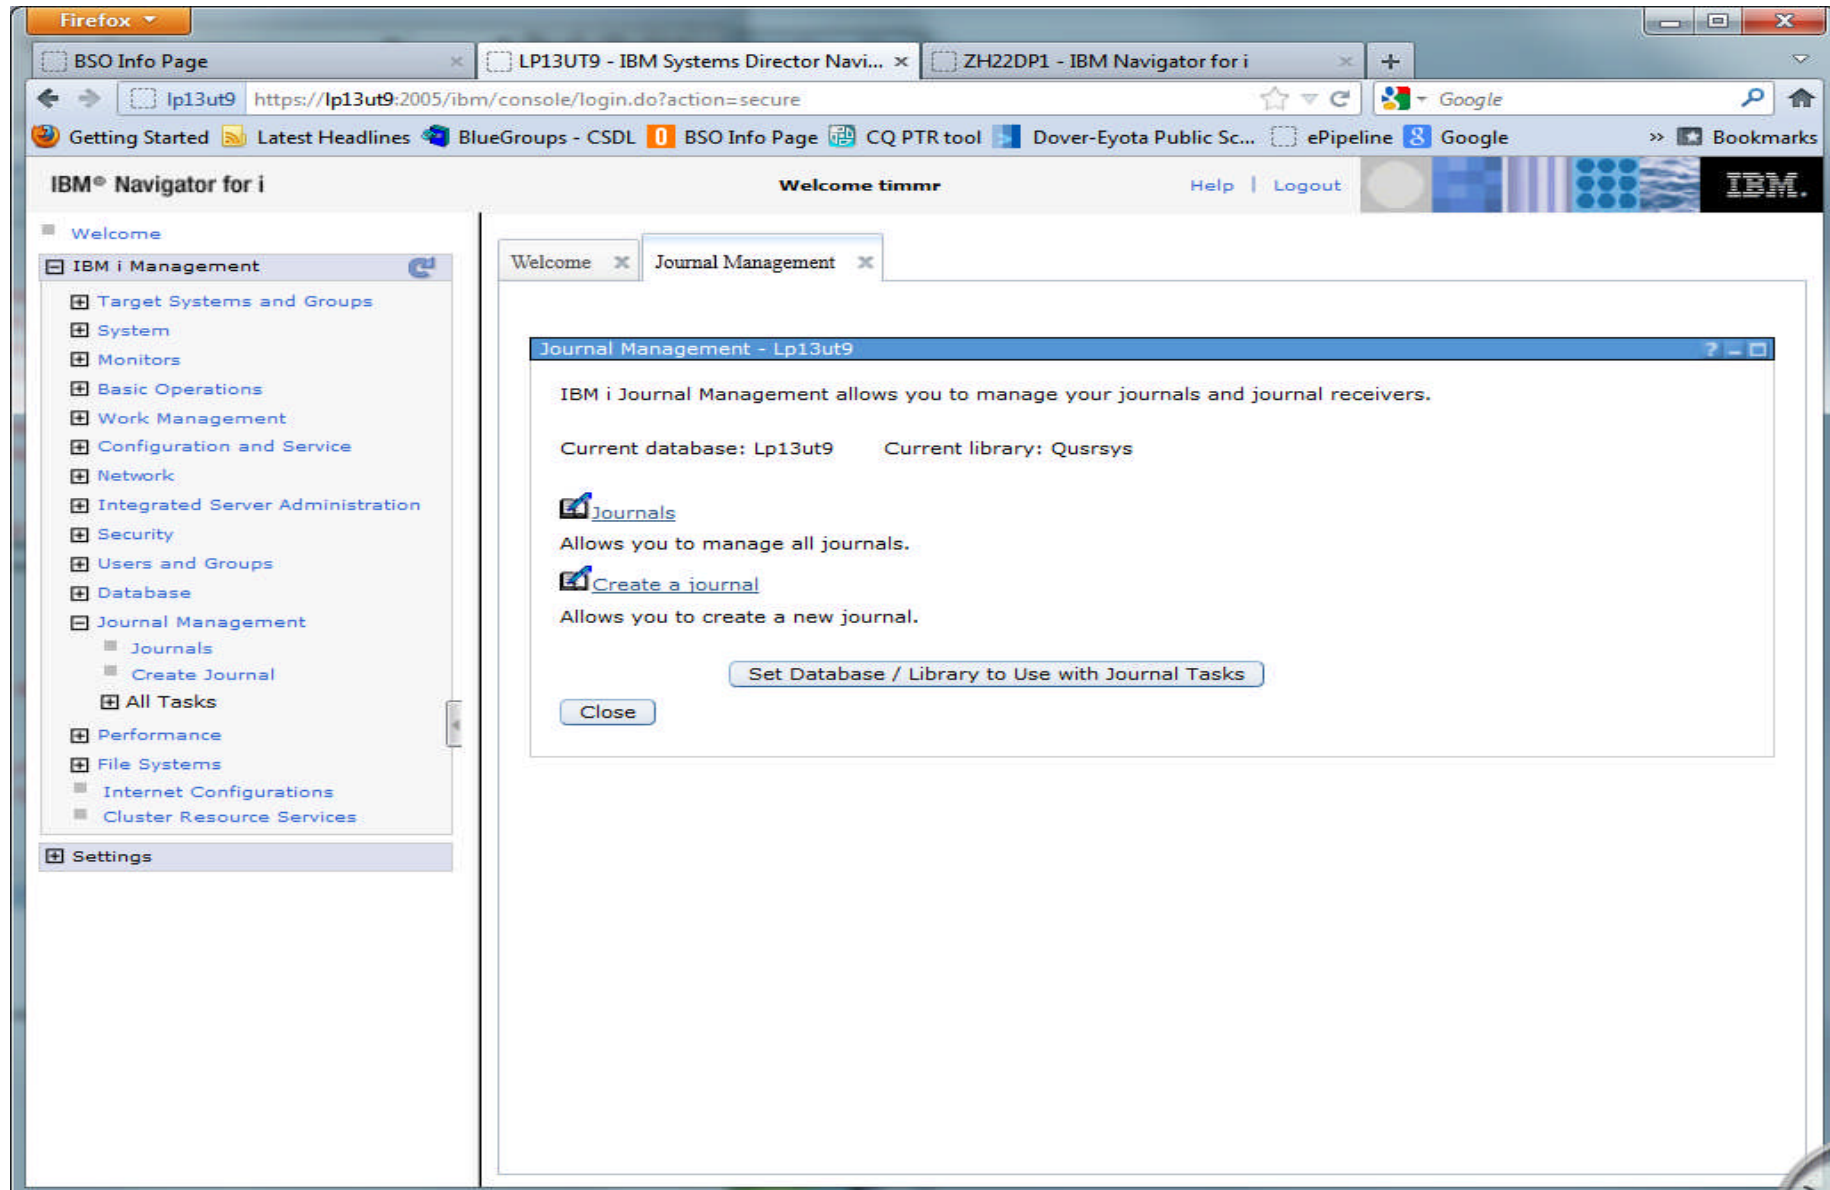 Firefox
BSO Info Page
LP13UT9 - IBM Systems Director Navi...
ZH22DP1 - IBM Navigator for i
lp13ut9 https://lp13ut9:2005/ibm/console/login.do?action=secure
Google
Getting Started Latest Headlines BlueGroups - CSDL BSO Info Page CQ PTR tool Dover-Eyota Public Sc... ePipeline Google » Bookmarks
IBM® Navigator for i
Welcome timmr
Help | Logout
IBM.
Welcome
IBM i Management
Target Systems and Groups
System
Monitors
Basic Operations
Work Management
Configuration and Service
Network
Integrated Server Administration
Security
Users and Groups
Database
Journal Management
Journals
Create Journal
All Tasks
Performance
File Systems
Internet Configurations
Cluster Resource Services
Settings
Welcome
Journal Management
Journal Management - Lp13ut9
IBM i Journal Management allows you to manage your journals and journal receivers.
Current database: Lp13ut9 Current library: Qusrsys
Journals
Allows you to manage all journals.
Create a journal
Allows you to create a new journal.
Set Database / Library to Use with Journal Tasks
Close